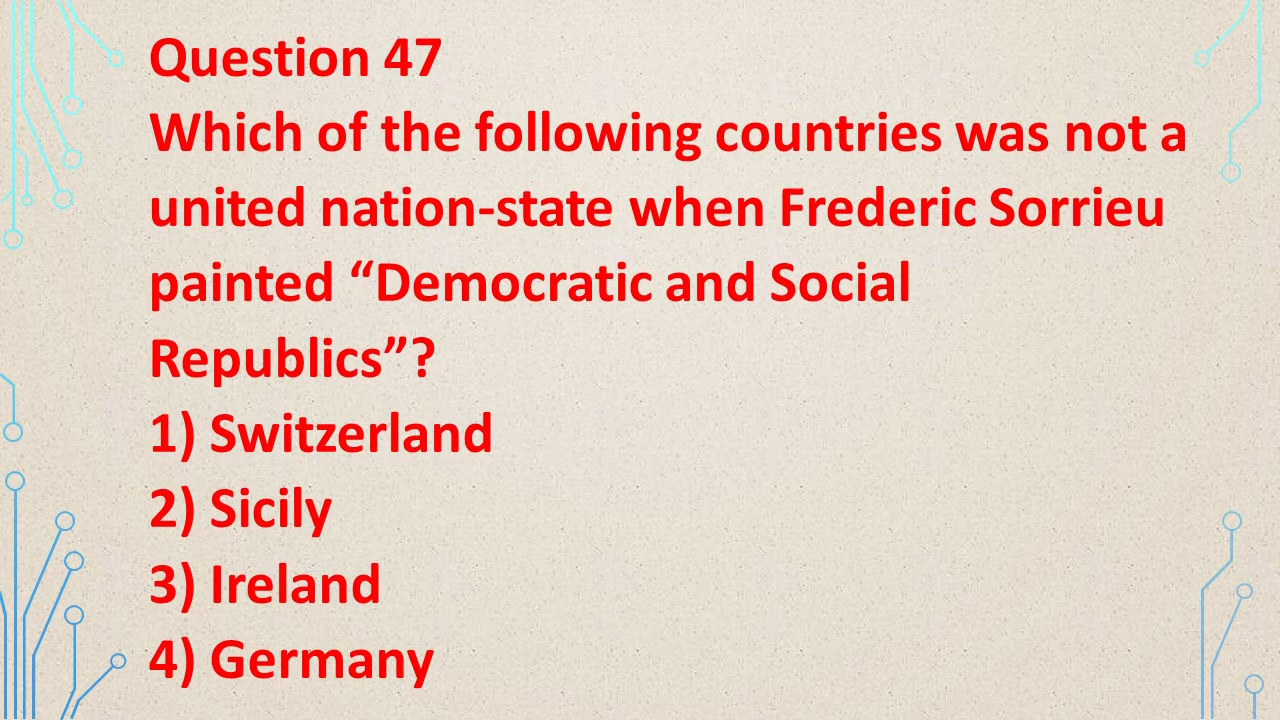 Question 47
Which of the following countries was not a
united nation-state when Frederic Sorrieu
painted “Democratic and Social
Republics”?
1) Switzerland
2) Sicily
3) Ireland
4) Germany